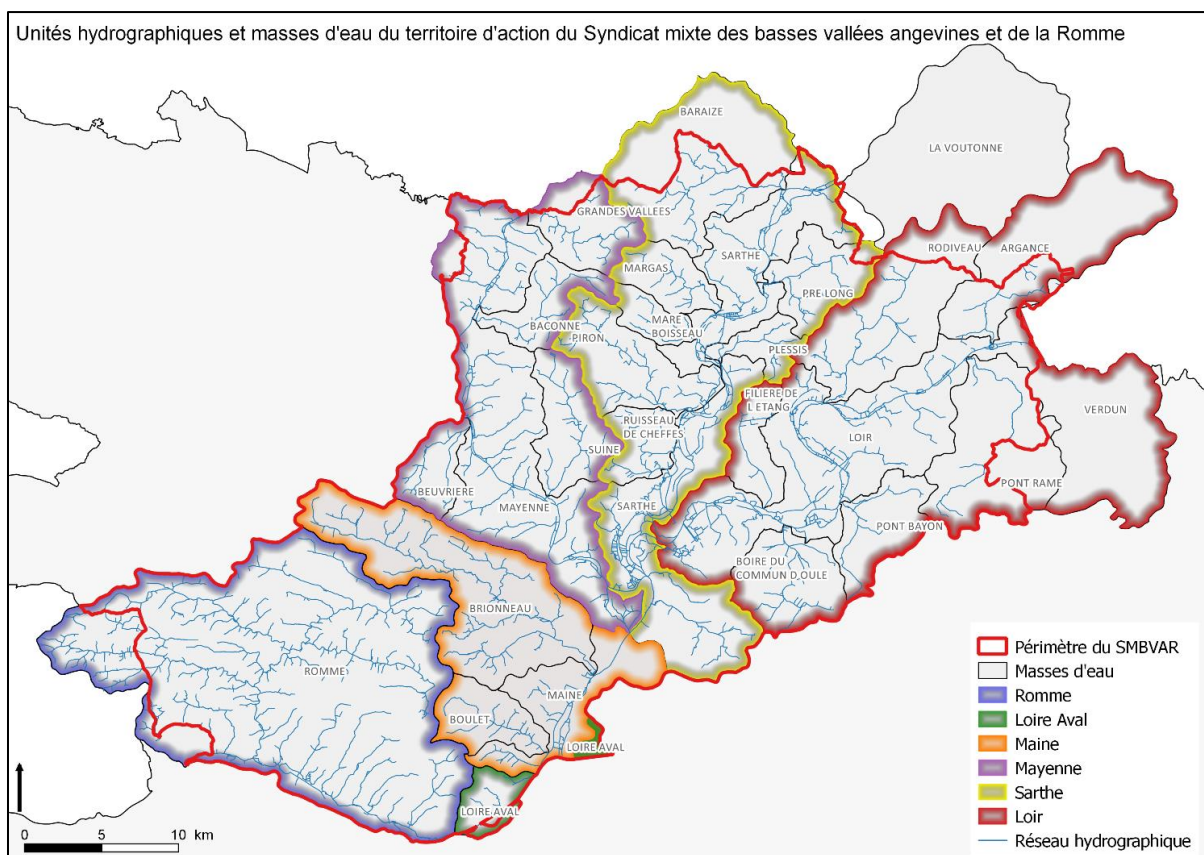 Unités hydrographiques et masses d'eau du territoire d'action du Syndicat mixte des basses vallées angevines et de la Romme
BARAIZE
LA VOUTONNE
GRANDES VALLEES
RODIVEAU
ARGANCE
SARTHE
MARGAS
PRE LONG
MARE
BOISSEAU
BACONNE
PIRON
PLESSIS
FILIERE DE
L ETANG
VERDUN
RUISSEAU
DE CHEFFES
LOIR
SUINE
PONT RAME
BEUVRIERE
MAYENNE
SARTHE
PONT BAYON
BOIRE DU
COMMUN D OULE
BRIONNEAU
ROMME
MAINE
BOULET
LOIRE AVAL
LOIRE AVAL
Périmètre du SMBVAR
Masses d'eau
Romme
Loire Aval
Maine
Mayenne
Sarthe
Loir
Réseau hydrographique
0 5 10 km